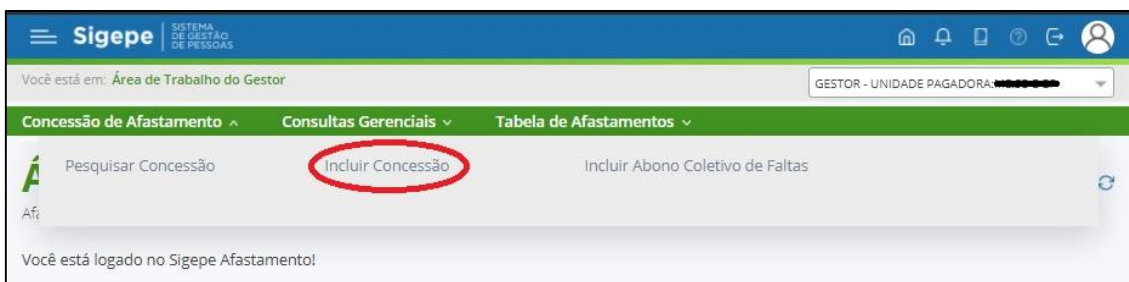 Sigepe
SISTEMA
DE GESTÃO
DE PESSOAS
Você está em: Área de Trabalho do Gestor
GESTOR - UNIDADE PAGADORA:
Concessão de Afastamento Consultas Gerenciais Tabela de Afastamentos
Pesquisar Concessão Incluir Concessão Incluir Abono Coletivo de Faltas
Á
Afa
Você está logado no Sigepe Afastamento!